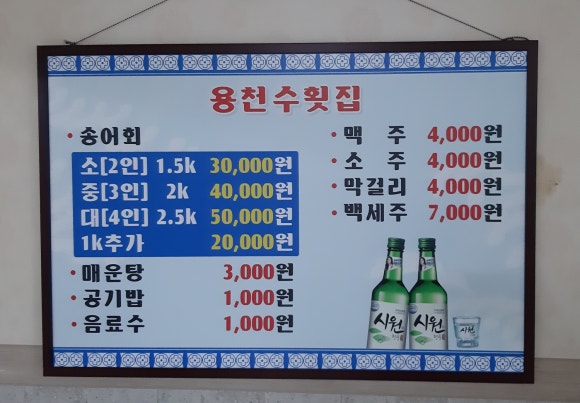 용천수횟집
• 송어회
소[2인] 1.5k 30,000원
중[3인] 2k 40,000원
대[4인] 2.5k 50,000원
1k추가 20,000원
• 매운탕 3,000원
• 공기밥 1,000원
• 음료수 1,000원
• 맥 주 4,000원
• 소 주 4,000원
• 막걸리 4,000원
• 백세주 7,000원
시원
시원
시원